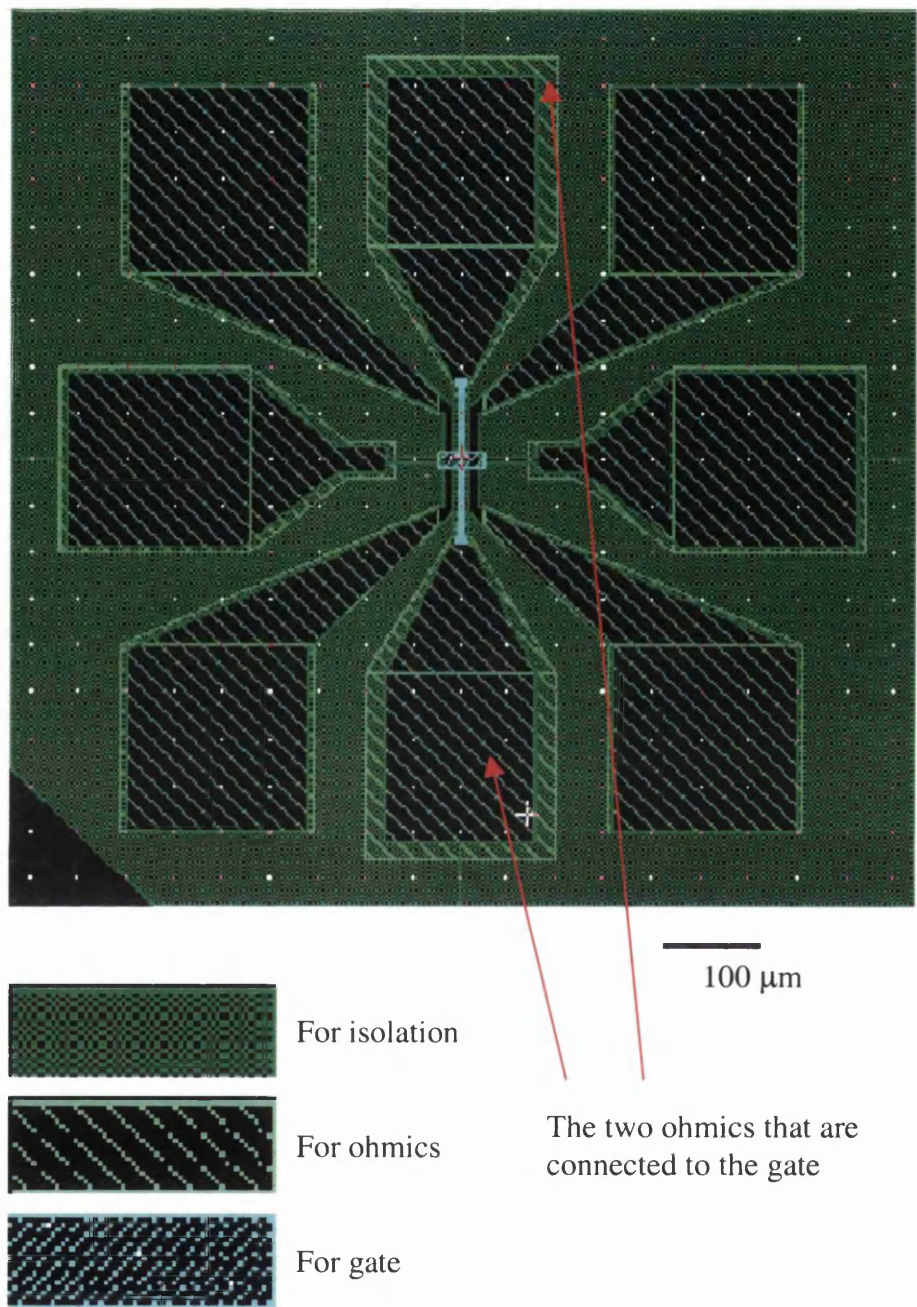 100 μm
For isolation
For ohmics
The two ohmics that are
connected to the gate
For gate